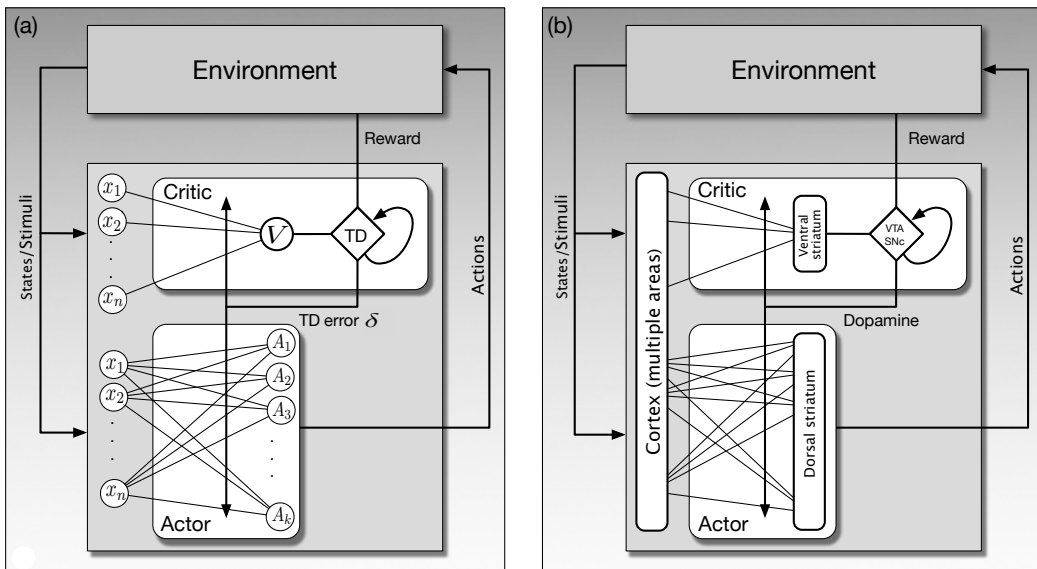 (a)
Environment
Reward
States/Stimuli
Actions
Critic
x₁
x₂
.
.
.
xₙ
V
TD
TD error δ
x₁
x₂
.
.
.
xₙ
A₁
A₂
A₃
.
.
.
Aₖ
Actor
(b)
Environment
Reward
States/Stimuli
Actions
Cortex (multiple areas)
Critic
Ventral
striatum
VTA
SNc
Dopamine
Dorsal striatum
Actor